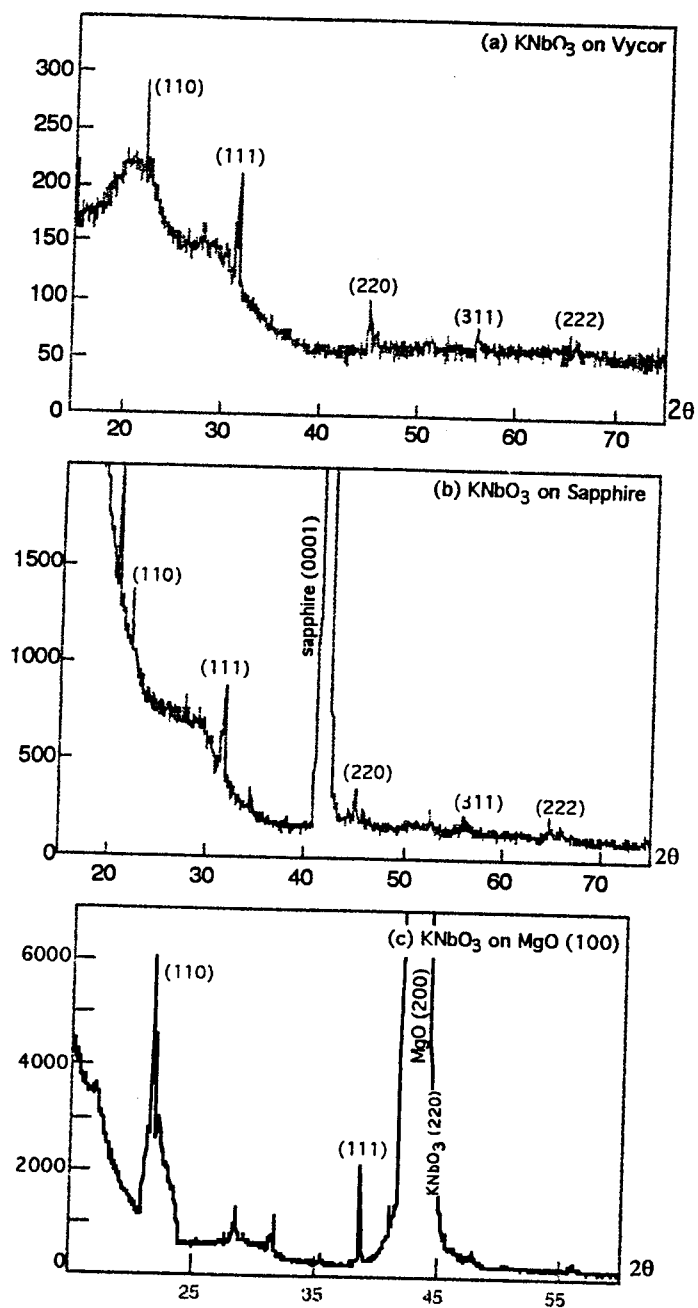 (a) KNbO3 on Vycor
300
(110)
250
(111)
200
150
(220)
100
(311)
(222)
50
0
2θ
20 30 40 50 60 70
(b) KNbO3 on Sapphire
1500
(110)
sapphire (0001)
1000
(111)
500
(220)
(311)
(222)
0
2θ
20 30 40 50 60 70
(c) KNbO3 on MgO (100)
6000
(110)
MgO (200)
4000
KNbO3 (220)
(111)
2000
0
2θ
25 35 45 55